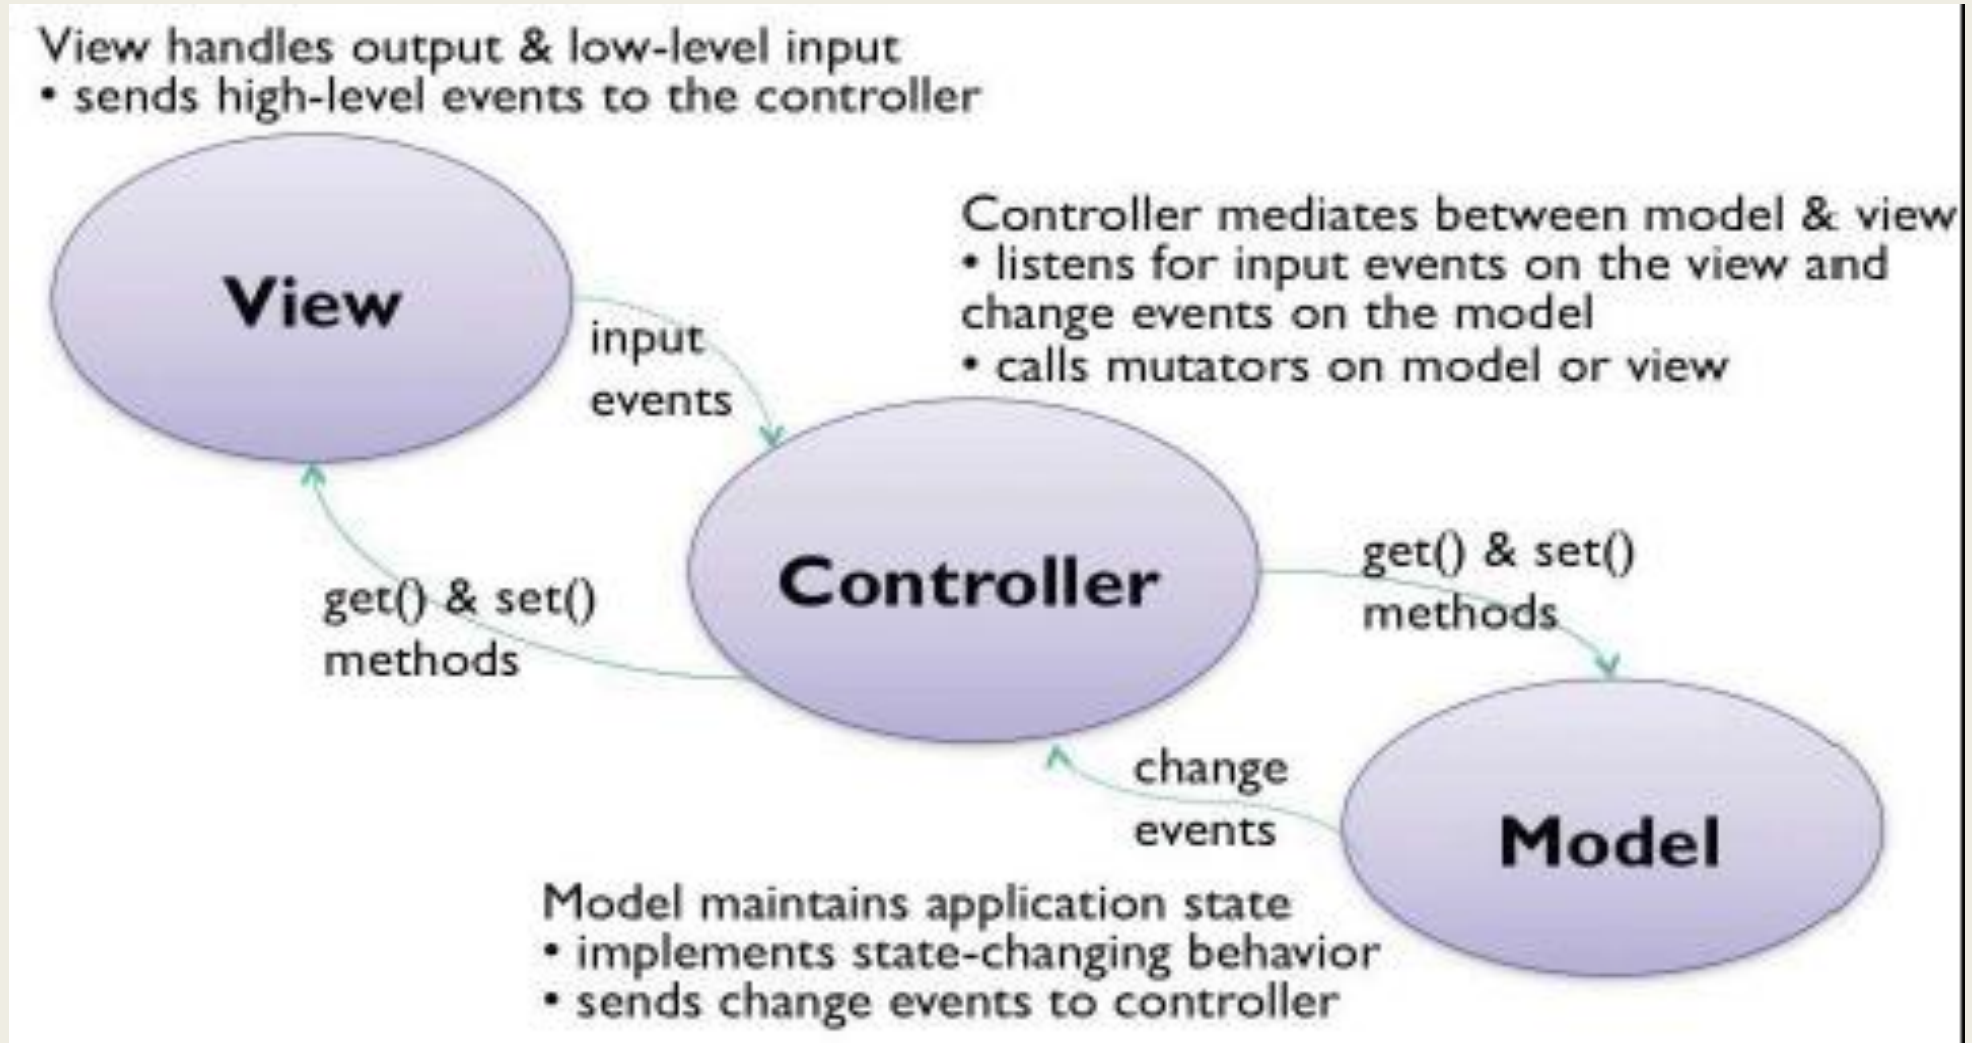 View handles output & low-level input
• sends high-level events to the controller
View
input
events
Controller mediates between model & view
• listens for input events on the view and
change events on the model
• calls mutators on model or view
Controller
get() & set()
methods
get() & set()
methods
change
events
Model
Model maintains application state
• implements state-changing behavior
• sends change events to controller